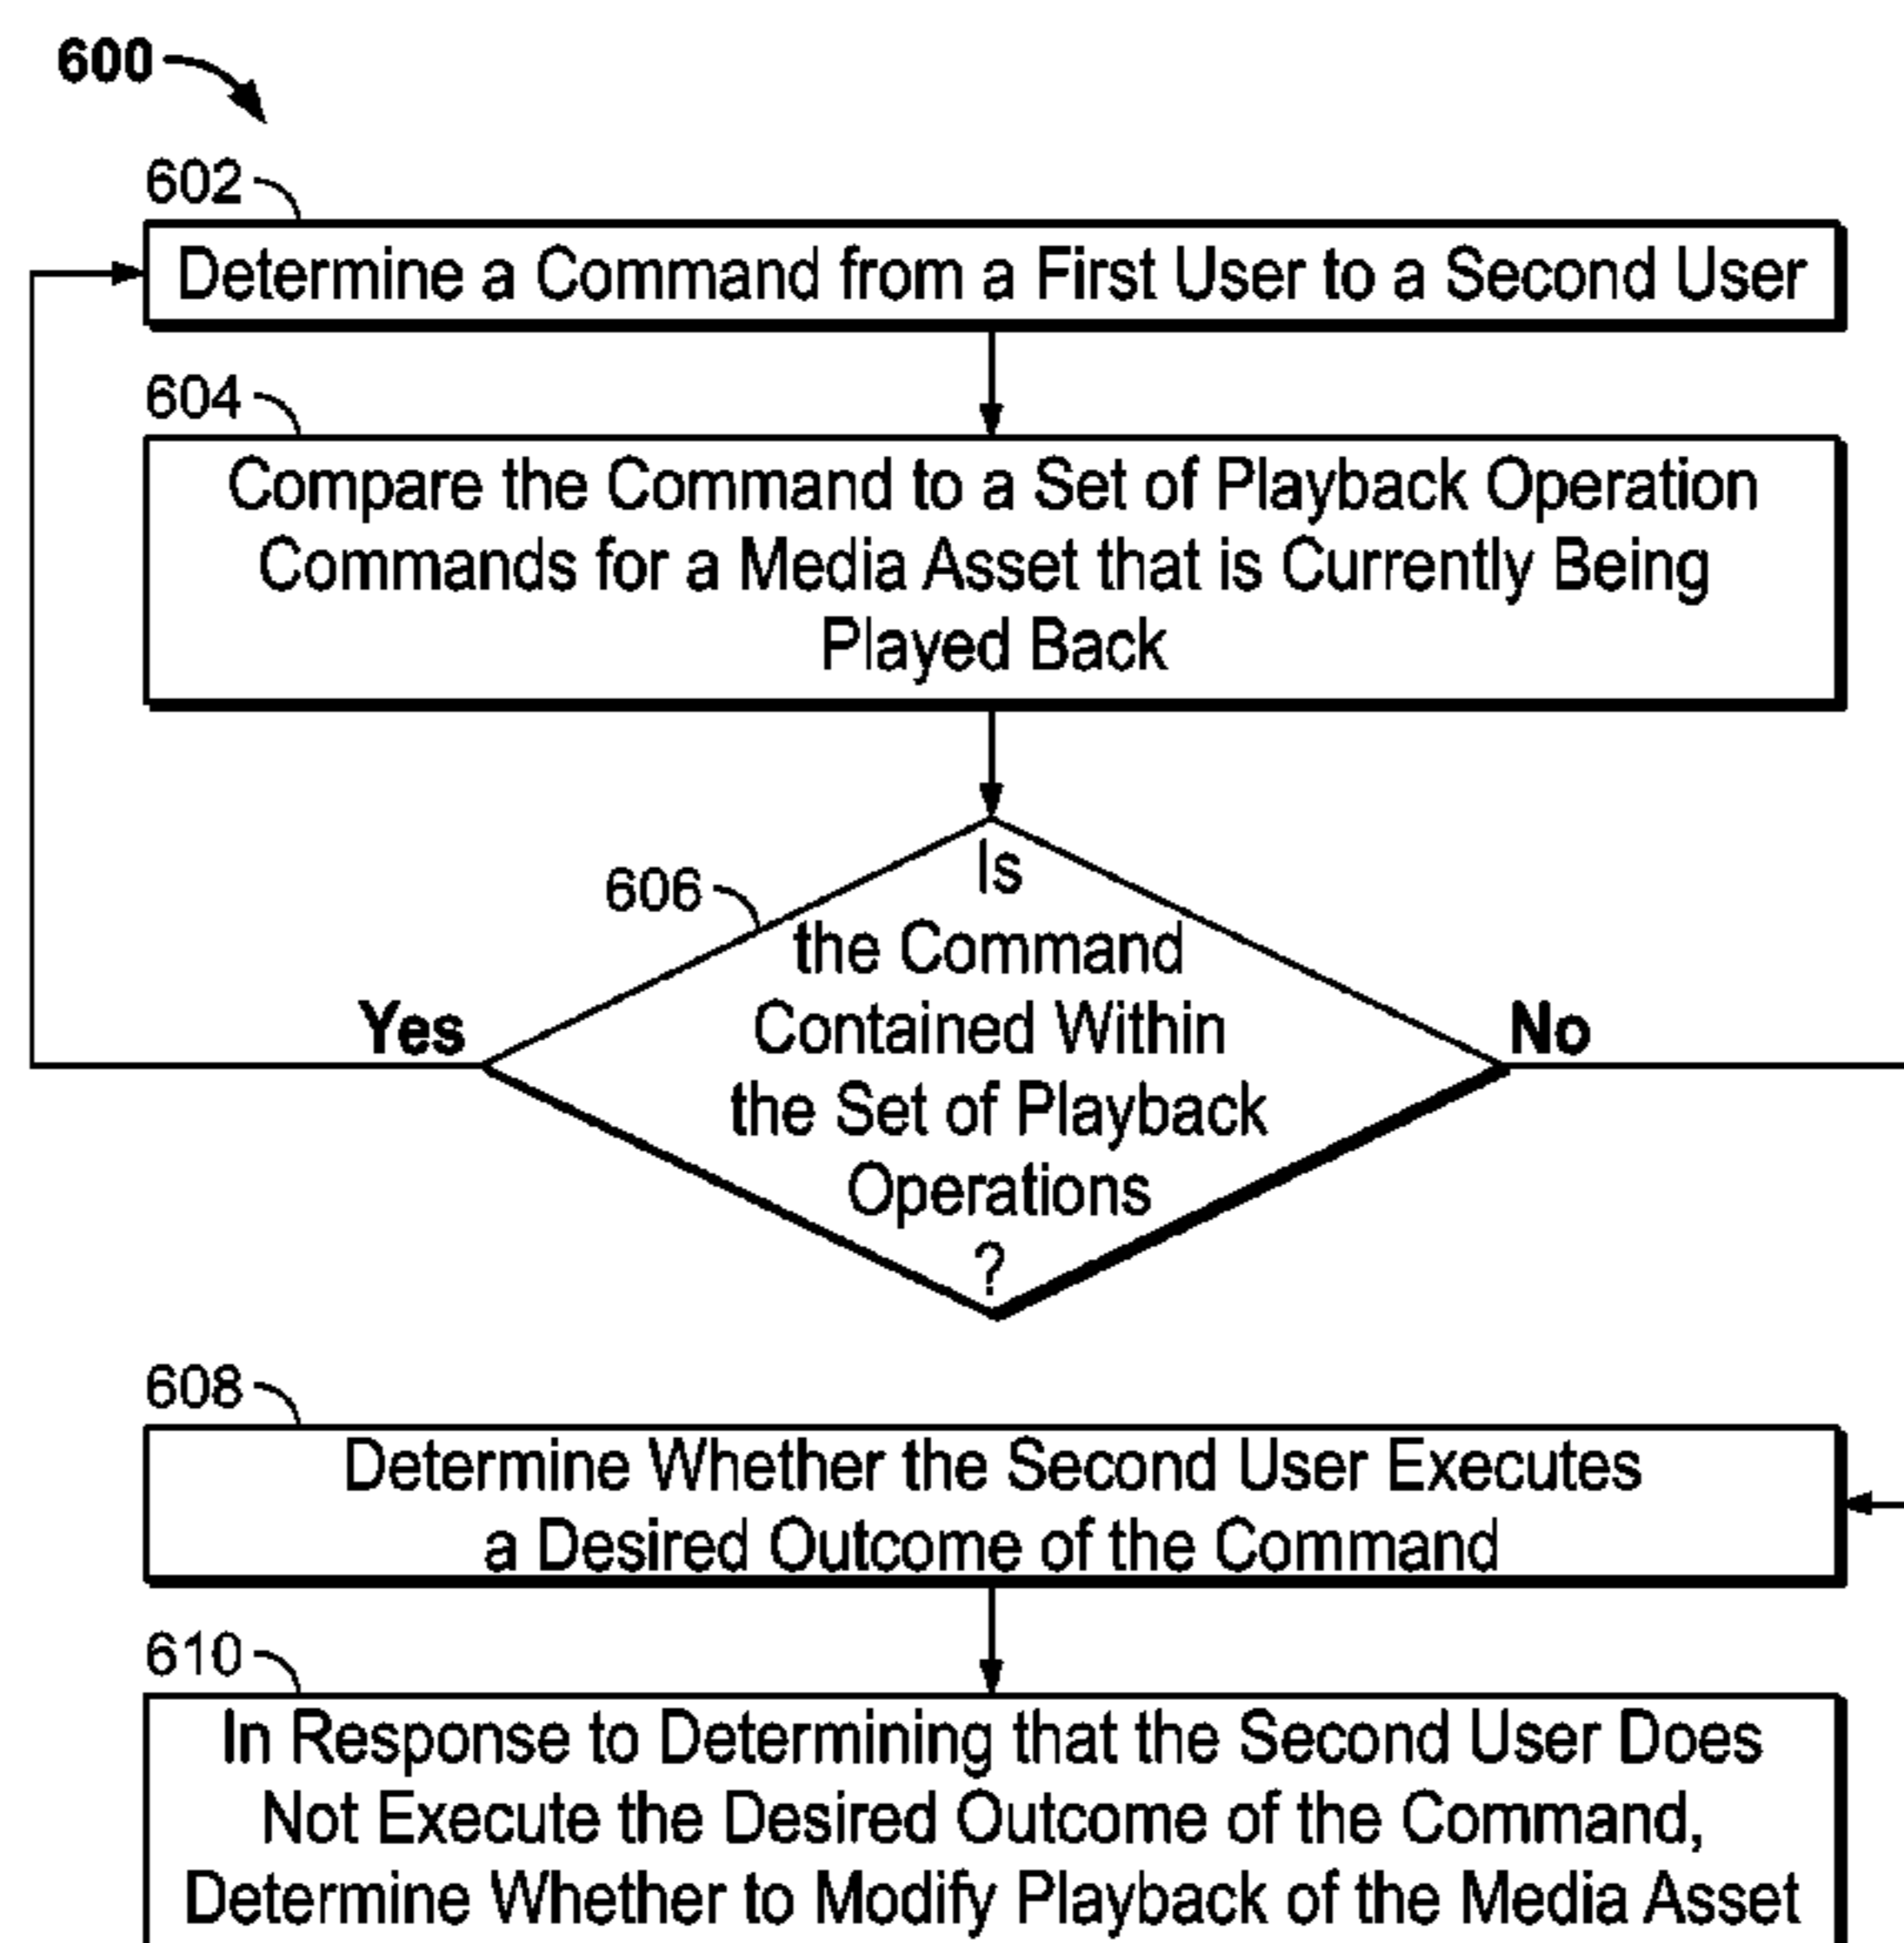 600
602
Determine a Command from a First User to a Second User
604
Compare the Command to a Set of Playback Operation
Commands for a Media Asset that is Currently Being
Played Back
606
Is
the Command
Contained Within
the Set of Playback
Operations
?
Yes
No
608
Determine Whether the Second User Executes
a Desired Outcome of the Command
610
In Response to Determining that the Second User Does
Not Execute the Desired Outcome of the Command,
Determine Whether to Modify Playback of the Media Asset